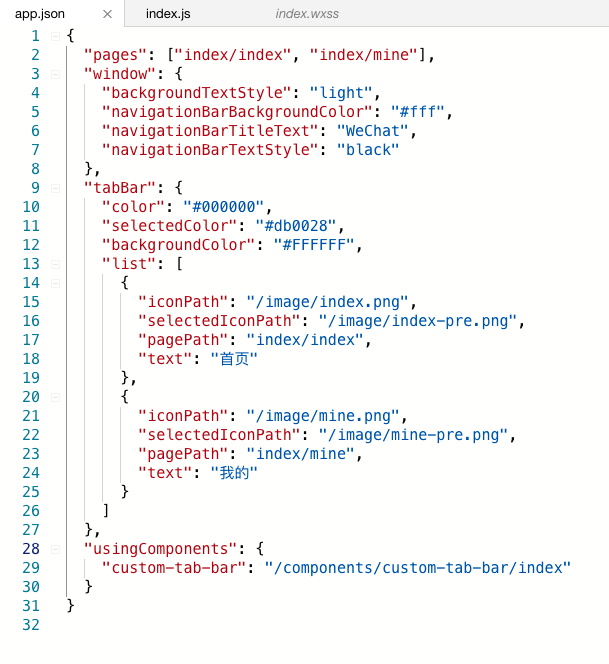 app.json × index.js index.wxss
1 {
2 "pages": ["index/index", "index/mine"],
3 "window": {
4 "backgroundTextStyle": "light",
5 "navigationBarBackgroundColor": "#fff",
6 "navigationBarTitleText": "WeChat",
7 "navigationBarTextStyle": "black"
8 },
9 "tabBar": {
10 "color": "#000000",
11 "selectedColor": "#db0028",
12 "backgroundColor": "#FFFFFF",
13 "list": [
14 {
15 "iconPath": "/image/index.png",
16 "selectedIconPath": "/image/index-pre.png",
17 "pagePath": "index/index",
18 "text": "首页"
19 },
20 {
21 "iconPath": "/image/mine.png",
22 "selectedIconPath": "/image/mine-pre.png",
23 "pagePath": "index/mine",
24 "text": "我的"
25 }
26 ]
27 },
28 "usingComponents": {
29 "custom-tab-bar": "/components/custom-tab-bar/index"
30 }
31 }
32